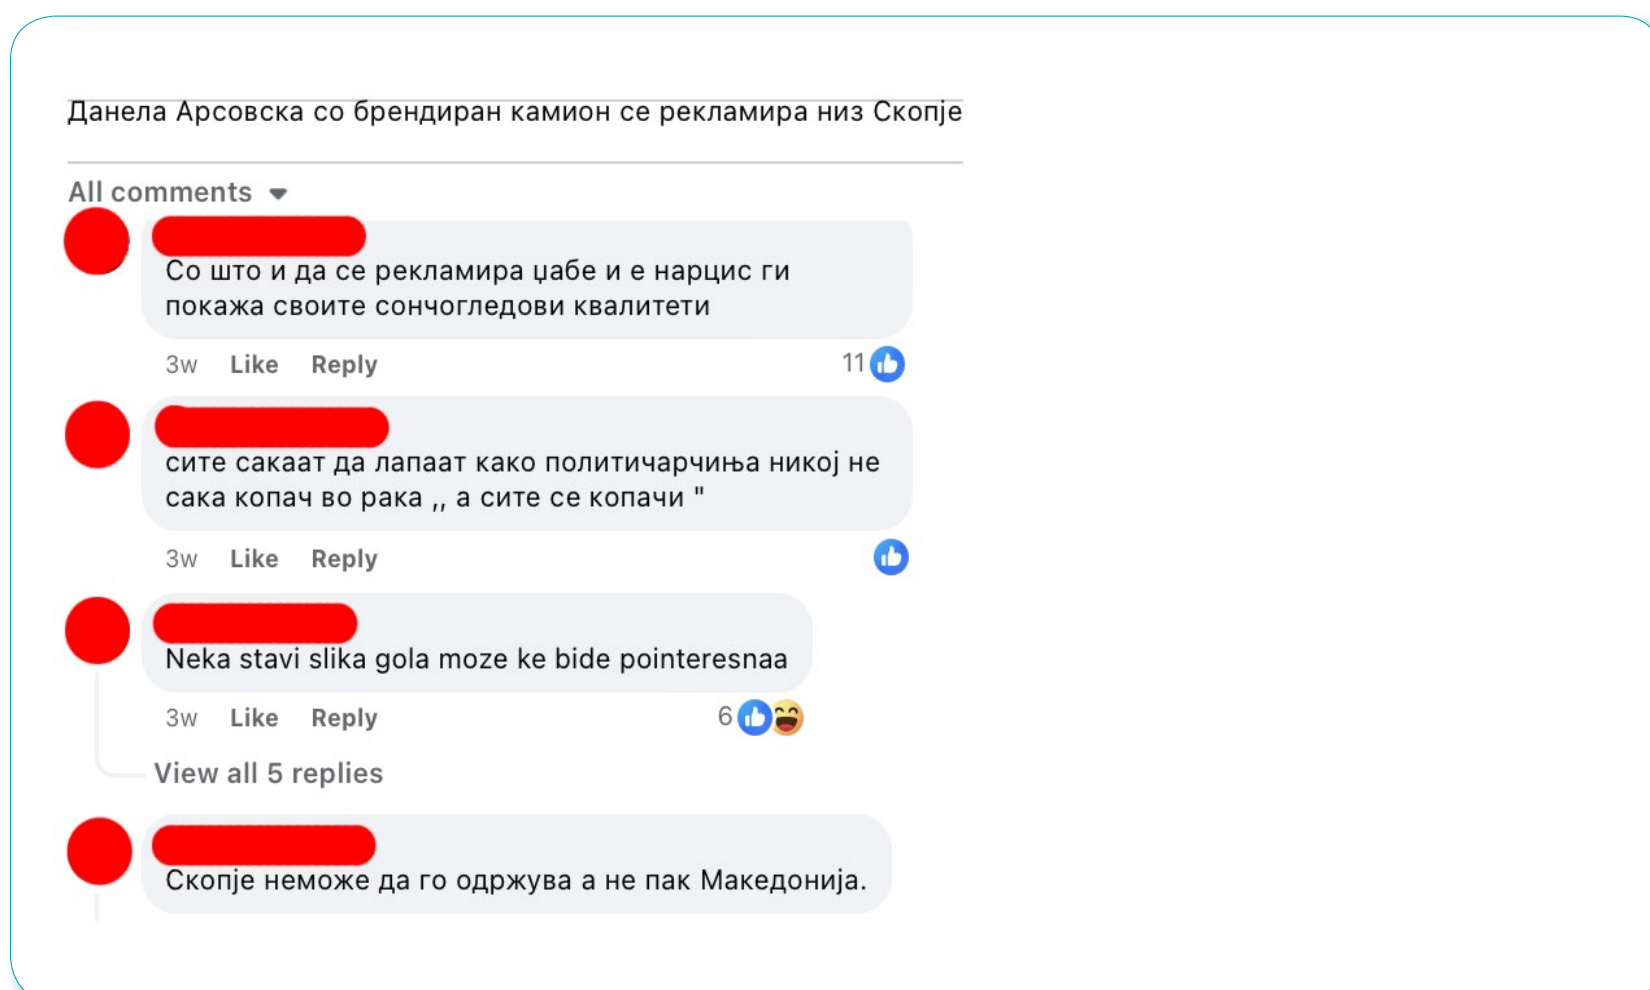 Данела Арсовска со брендиран камион се рекламира низ Скопје
All comments
Со што и да се рекламира џабе и е нарцис ги
покажа своите сончогледови квалитети
3w Like Reply 11
сите сакаат да лапаат како политичарчиња никој не
сака копач во рака ,, а сите се копачи "
3w Like Reply
Neka stavi slika gola moze ke bide pointeresnaa
3w Like Reply 6
View all 5 replies
Скопје неможе да го одржува а не пак Македонија.